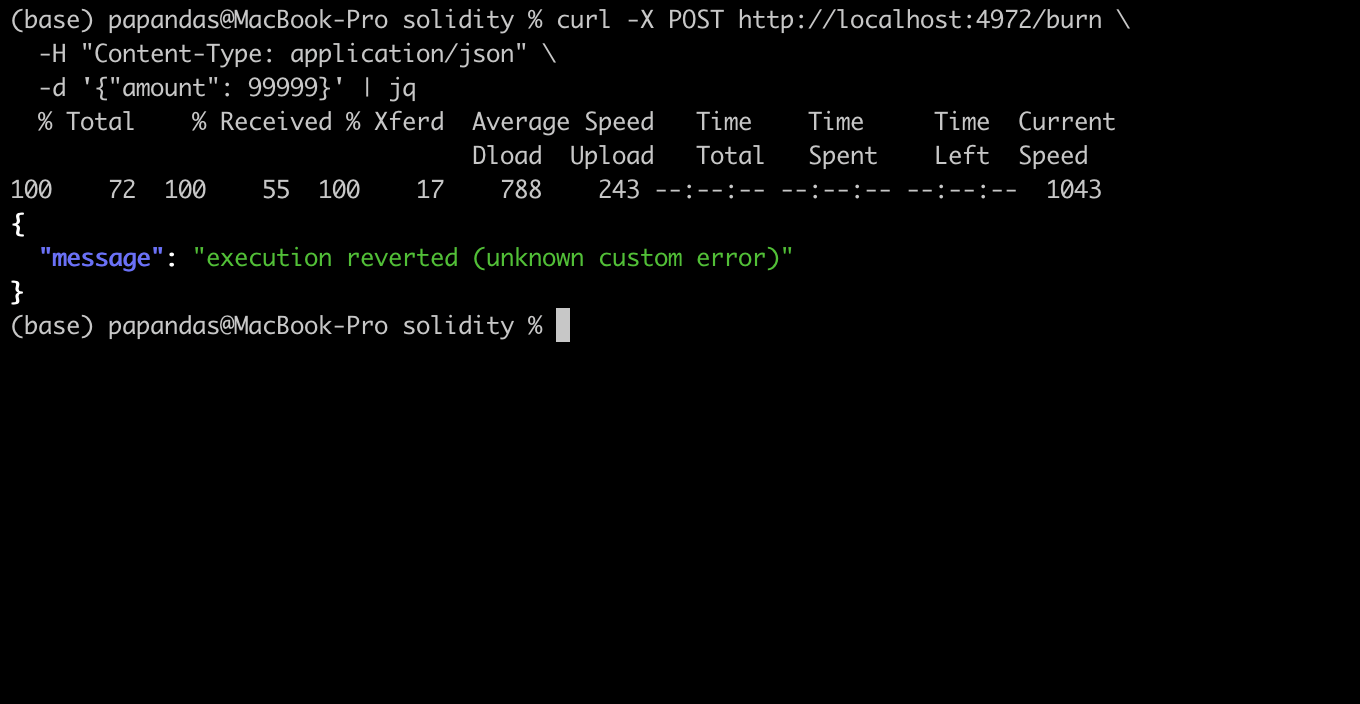 (base) papandas@MacBook-Pro solidity % curl -X POST http://localhost:4972/burn \
  -H "Content-Type: application/json" \
  -d '{"amount": 99999}' | jq
  % Total    % Received % Xferd  Average Speed   Time    Time     Time  Current
                                 Dload  Upload   Total   Spent    Left  Speed
100    72  100    55  100    17    788    243 --:--:-- --:--:-- --:--:--  1043
{
  "message": "execution reverted (unknown custom error)"
}
(base) papandas@MacBook-Pro solidity %